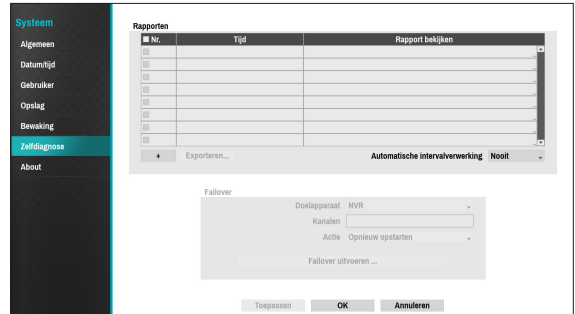 Systeem
Algemeen
Datum/tijd
Gebruiker
Opslag
Bewaking
Zelfdiagnose
About
Rapporten
Nr. Tijd Rapport bekijken
...
...
...
...
...
...
...
...
+ Exporteren... Automatische intervalverwerking Nooit
Failover
Doelapparaat NVR
Kanalen
Actie Opnieuw opstarten
Failover uitvoeren ...
Toepassen OK Annuleren